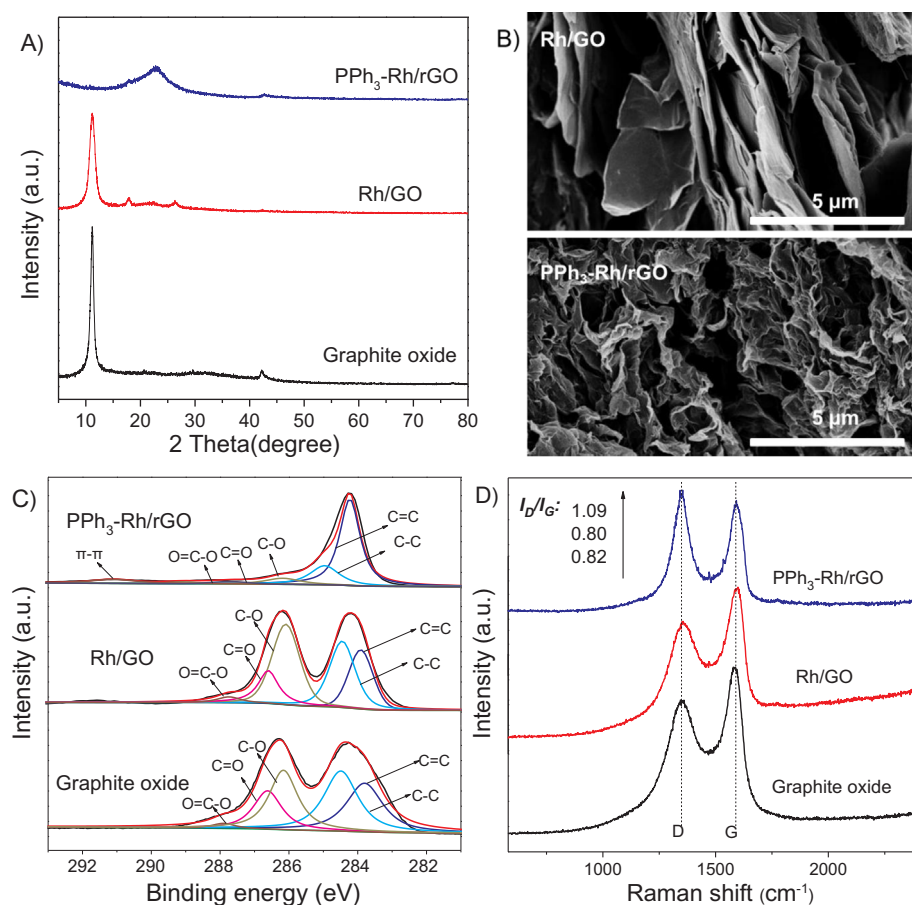 A)
PPh₃-Rh/rGO
Rh/GO
Graphite oxide
Intensity (a.u.)
10 20 30 40 50 60 70 80
2 Theta(degree)
B)
Rh/GO
5 µm
PPh₃-Rh/rGO
5 µm
C)
PPh₃-Rh/rGO
π-π
O=C-O
C=O
C-O
C=C
C-C
Rh/GO
O=C-O
C=O
C-O
C=C
C-C
Graphite oxide
O=C-O
C=O
C-O
C=C
C-C
Intensity (a.u.)
292 290 288 286 284 282
Binding energy (eV)
D)
I_D/I_G:
1.09
0.80
0.82
PPh₃-Rh/rGO
Rh/GO
Graphite oxide
D G
Intensity (a.u.)
1000 1500 2000
Raman shift (cm⁻¹)